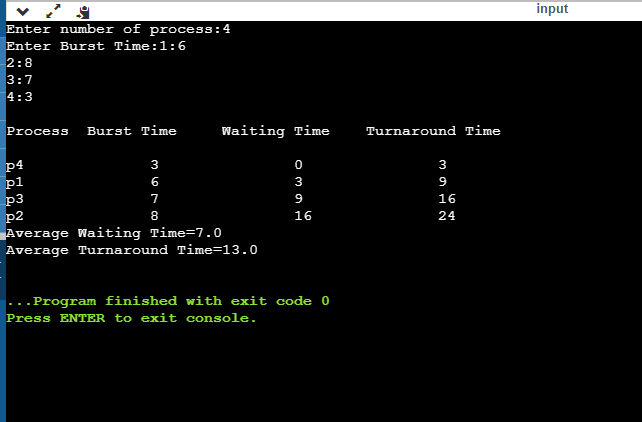 input
Enter number of process:4
Enter Burst Time:1:6
2:8
3:7
4:3
Process  Burst Time     Waiting Time    Turnaround Time
p4              3               0               3
p1              6               3               9
p3              7               9               16
p2              8               16              24
Average Waiting Time=7.0
Average Turnaround Time=13.0
...Program finished with exit code 0
Press ENTER to exit console.